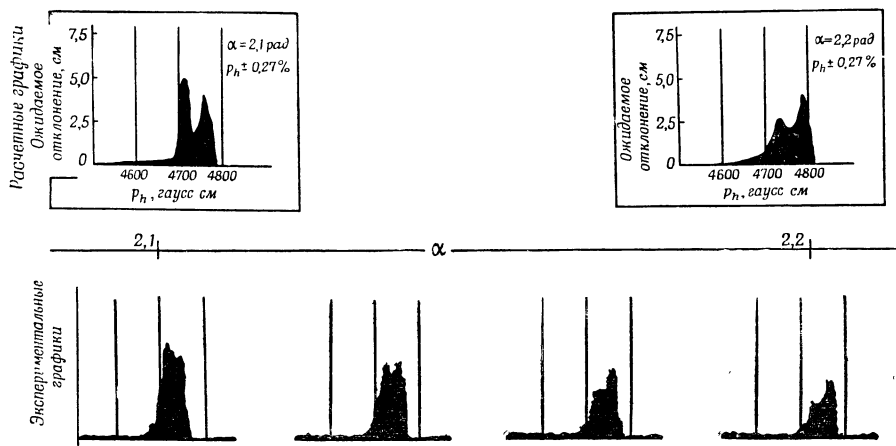 Расчетные графики
Ожидаемое
отклонение, см
7,5
5,0
2,5
0
4600 4700 4800
p_h, гаусс см
α = 2,1 рад
p_h ± 0,27%
Ожидаемое
отклонение, см
7,5
5,0
2,5
0
4600 4700 4800
p_h, гаусс см
α = 2,2 рад
p_h ± 0,27%
2,1
α
2,2
Экспериментальные
графики